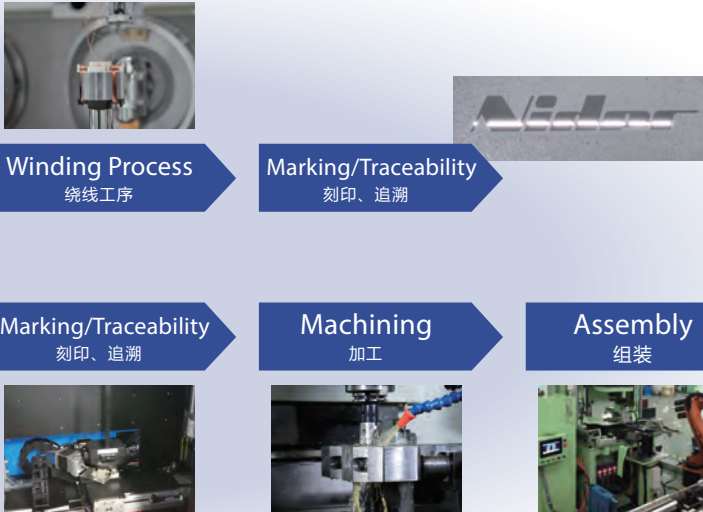 Nidec
Winding Process
绕线工序
Marking/Traceability
刻印、追溯
Marking/Traceability
刻印、追溯
Machining
加工
Assembly
组装